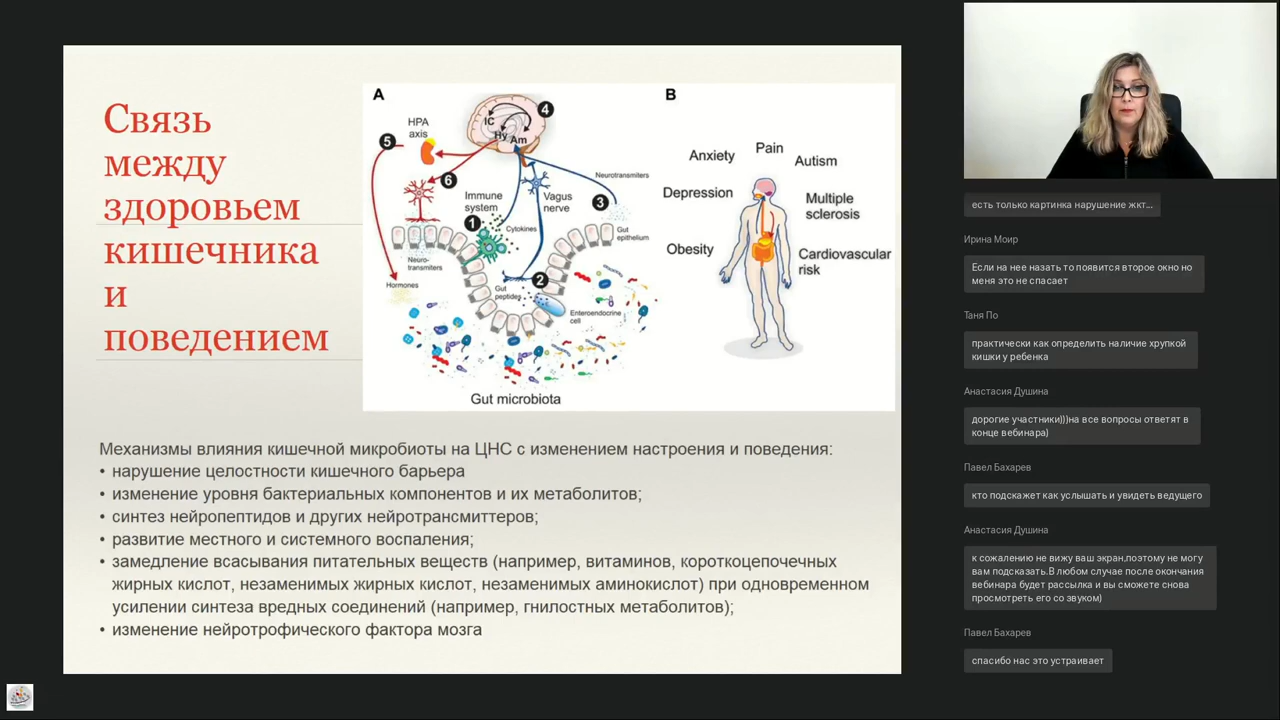 Связь
между
здоровьем
кишечника
и
поведением
A
B
HPA
axis
IC
Hy
Am
4
5
6
Immune
system
1
Cytokines
Vagus
nerve
Neurotransmiters
3
Gut
epithelium
Neuro-
transmiters
Hormones
2
Gut
peptides
Enteroendocrine
cell
Gut microbiota
Pain
Anxiety
Autism
Depression
Multiple
sclerosis
Obesity
Cardiovascular
risk
Механизмы влияния кишечной микробиоты на ЦНС с изменением настроения и поведения:
• нарушение целостности кишечного барьера
• изменение уровня бактериальных компонентов и их метаболитов;
• синтез нейропептидов и других нейротрансмиттеров;
• развитие местного и системного воспаления;
• замедление всасывания питательных веществ (например, витаминов, короткоцепочечных
жирных кислот, незаменимых жирных кислот, незаменимых аминокислот) при одновременном
усилении синтеза вредных соединений (например, гнилостных метаболитов);
• изменение нейротрофического фактора мозга
есть только картинка нарушение жкт...
Ирина Моир
Если на нее назать то появится второе окно но
меня это не спасает
Таня По
практически как определить наличие хрупкой
кишки у ребенка
Анастасия Душина
дорогие участники)))на все вопросы ответят в
конце вебинара)
Павел Бахарев
кто подскажет как услышать и увидеть ведущего
Анастасия Душина
к сожалению не вижу ваш экран,поэтому не могу
вам подсказать.В любом случае после окончания
вебинара будет рассылка и вы сможете снова
просмотреть его со звуком)
Павел Бахарев
спасибо нас это устраивает